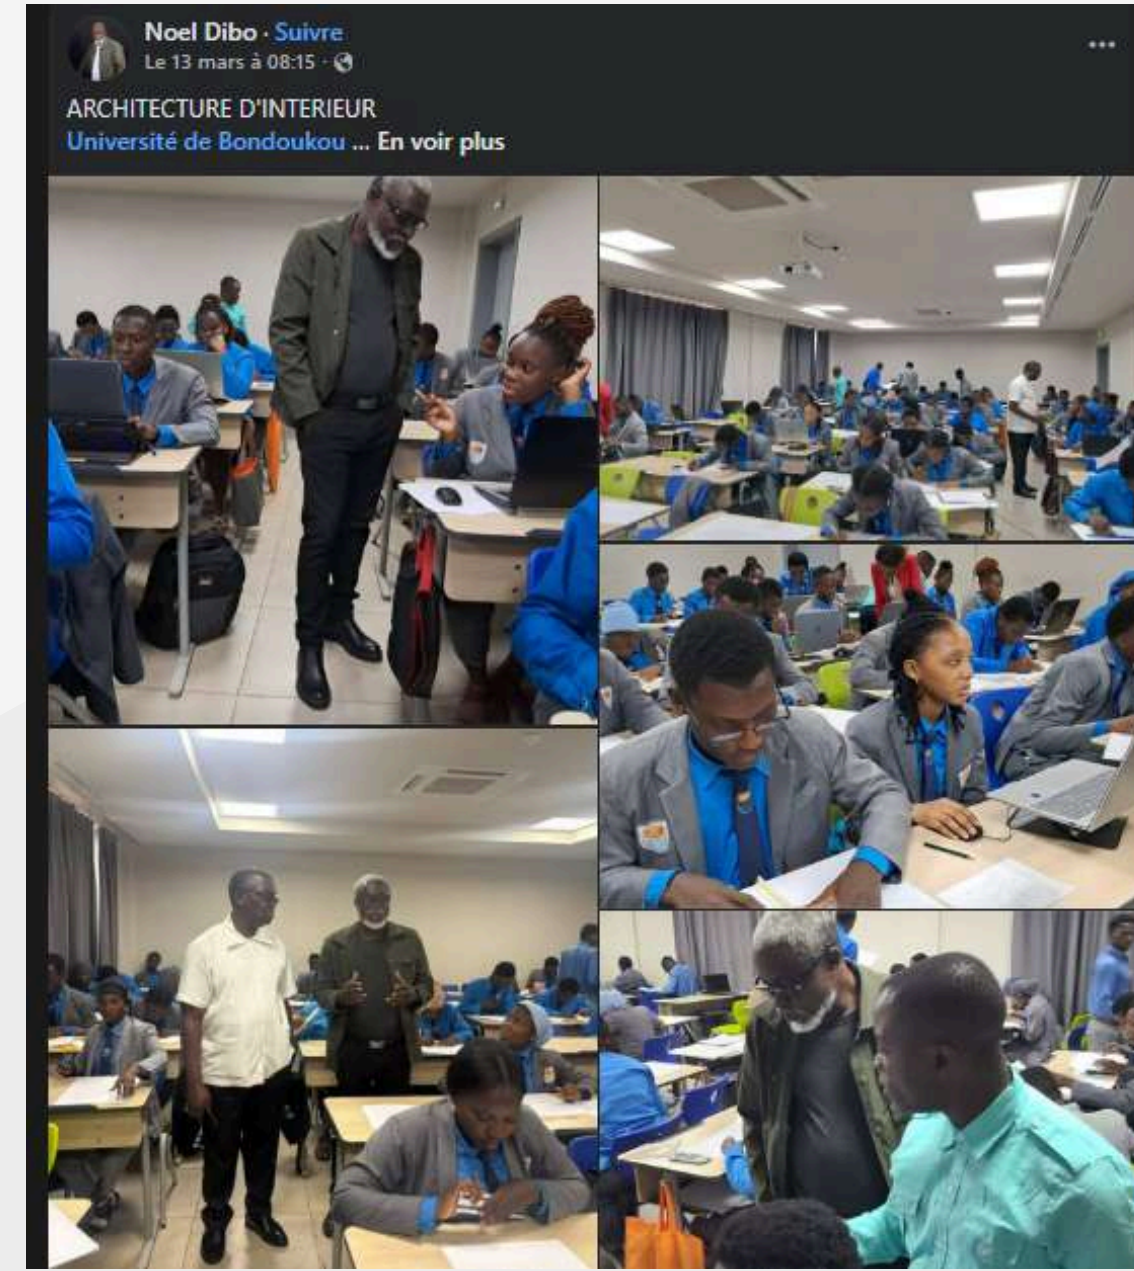 Noel Dibo · Suivre
Le 13 mars à 08:15 ·
ARCHITECTURE D'INTERIEUR
Université de Bondoukou ... En voir plus